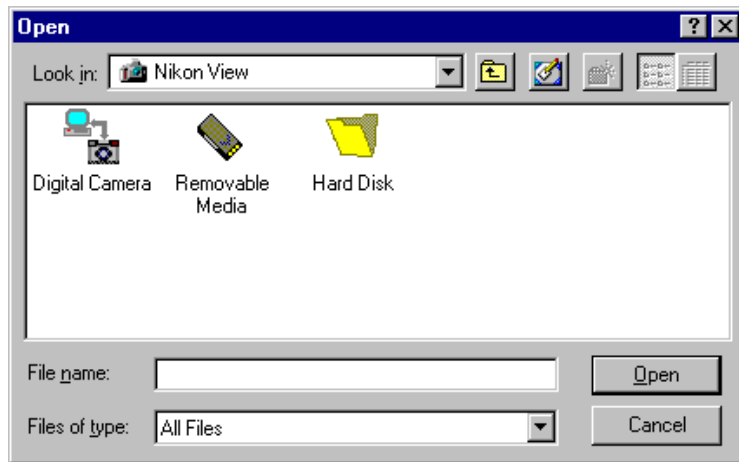 Open
Look in: Nikon View
Digital Camera
Removable Media
Hard Disk
File name:
Open
Files of type: All Files
Cancel